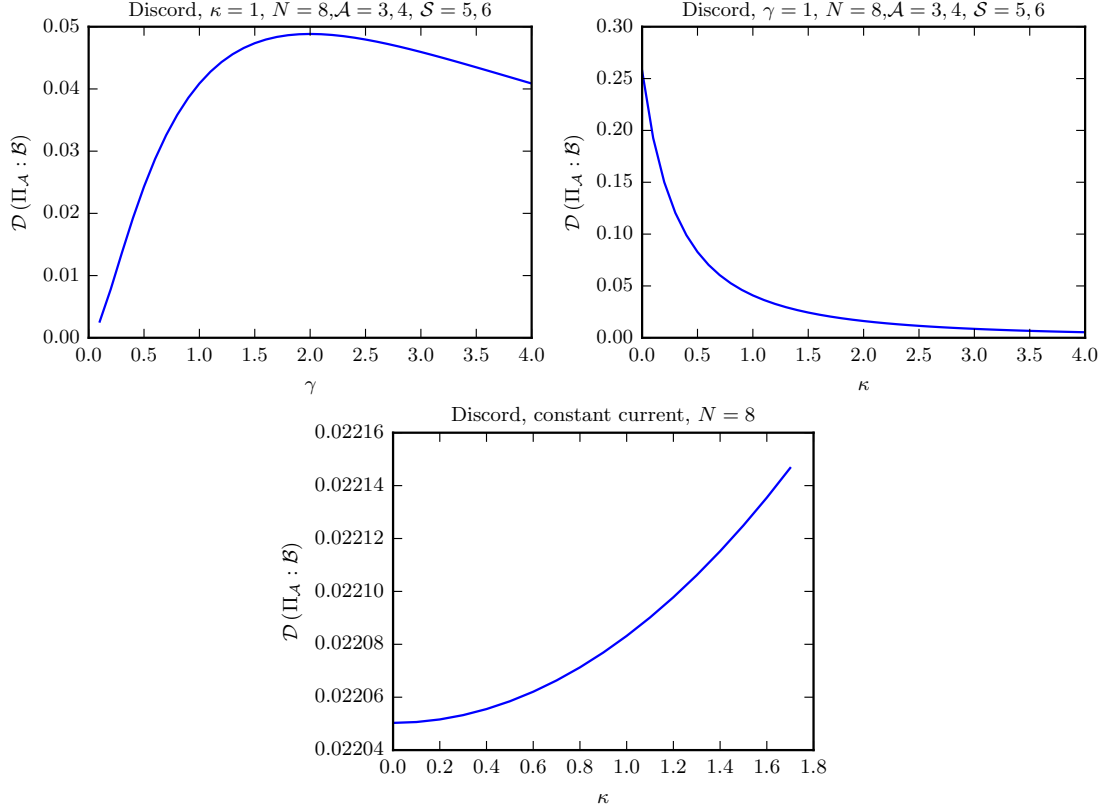 Discord, κ = 1, N = 8,𝒜 = 3, 4, 𝒮 = 5, 6
0.05
0.04
0.03
0.02
0.01
0.00
𝒟 (Π_𝒜 : ℬ)
0.0 0.5 1.0 1.5 2.0 2.5 3.0 3.5 4.0
γ
Discord, γ = 1, N = 8,𝒜 = 3, 4, 𝒮 = 5, 6
0.30
0.25
0.20
0.15
0.10
0.05
0.00
𝒟 (Π_𝒜 : ℬ)
0.0 0.5 1.0 1.5 2.0 2.5 3.0 3.5 4.0
κ
Discord, constant current, N = 8
0.02216
0.02214
0.02212
0.02210
0.02208
0.02206
0.02204
𝒟 (Π_𝒜 : ℬ)
0.0 0.2 0.4 0.6 0.8 1.0 1.2 1.4 1.6 1.8
κ